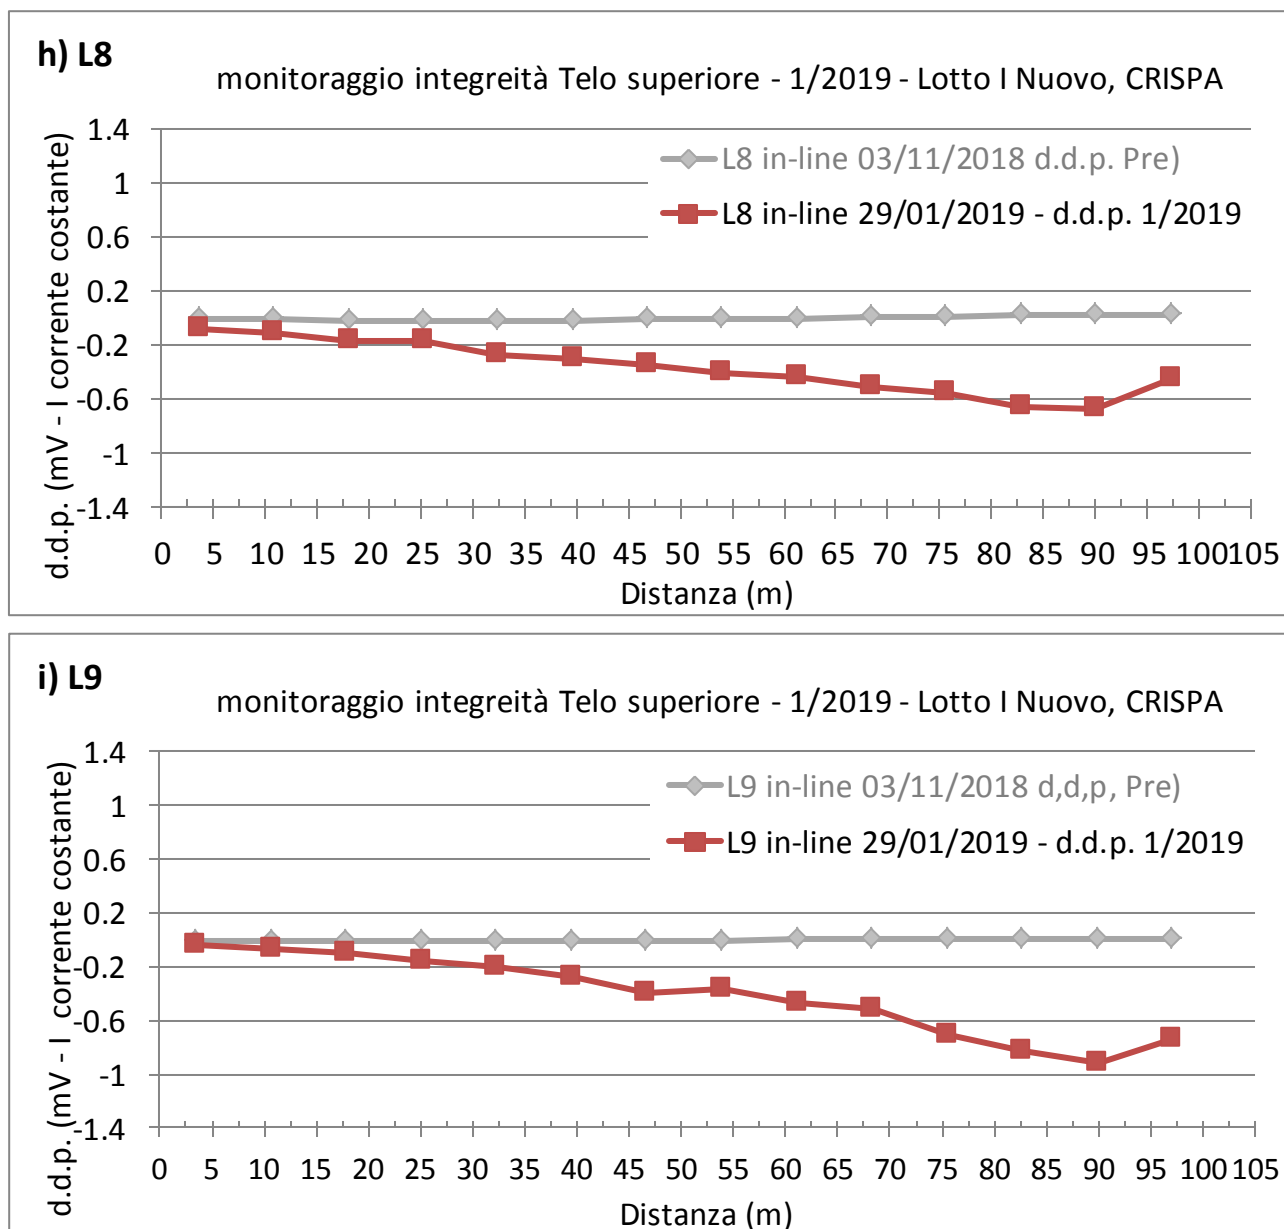 h) L8
monitoraggio integreità Telo superiore - 1/2019 - Lotto I Nuovo, CRISPA
d.d.p. (mV - I corrente costante)
1.4
1
0.6
0.2
-0.2
-0.6
-1
-1.4
L8 in-line 03/11/2018 d.d.p. Pre)
L8 in-line 29/01/2019 - d.d.p. 1/2019
0 5 10 15 20 25 30 35 40 45 50 55 60 65 70 75 80 85 90 95 100 105
Distanza (m)
i) L9
monitoraggio integreità Telo superiore - 1/2019 - Lotto I Nuovo, CRISPA
d.d.p. (mV - I corrente costante)
1.4
1
0.6
0.2
-0.2
-0.6
-1
-1.4
L9 in-line 03/11/2018 d,d,p, Pre)
L9 in-line 29/01/2019 - d.d.p. 1/2019
0 5 10 15 20 25 30 35 40 45 50 55 60 65 70 75 80 85 90 95 100 105
Distanza (m)